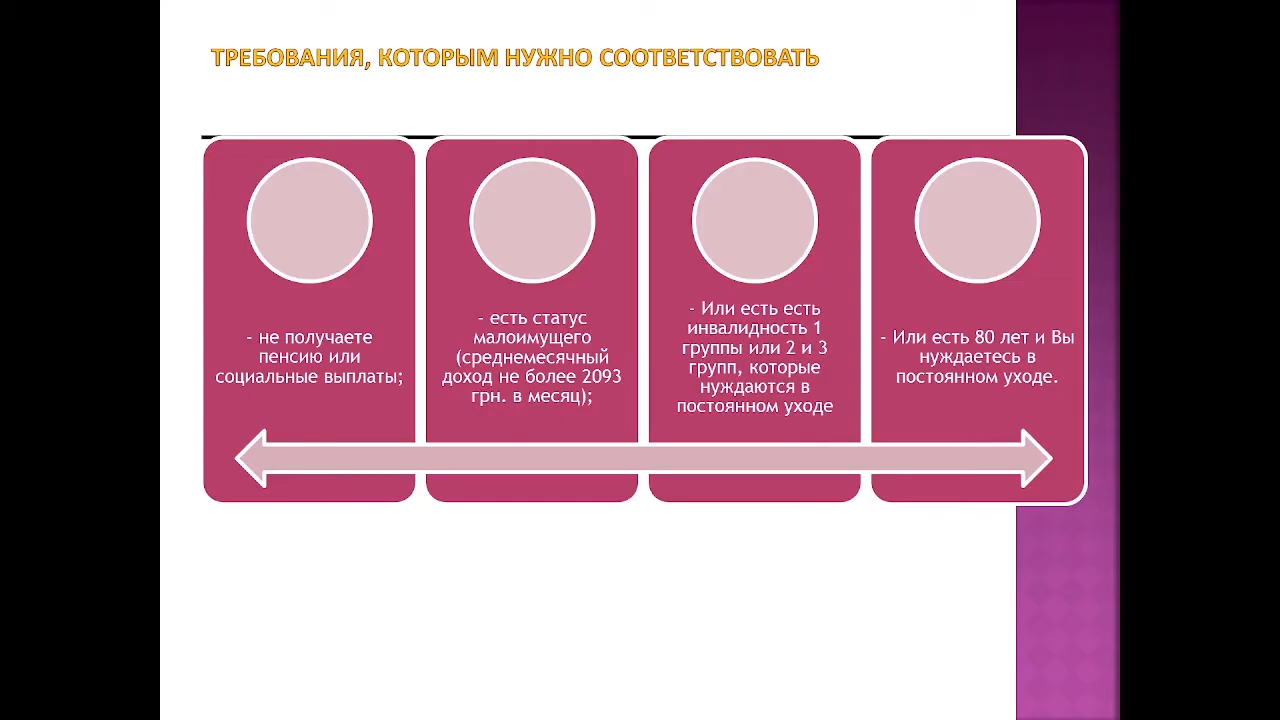 ТРЕБОВАНИЯ, КОТОРЫМ НУЖНО СООТВЕТСТВОВАТЬ
- не получаете
пенсию или
социальные выплаты;
- есть статус
малоимущего
(среднемесячный
доход не более 2093
грн. в месяц);
- Или есть есть
инвалидность 1
группы или 2 и 3
групп, которые
нуждаются в
постоянном уходе
- Или есть 80 лет и Вы
нуждаетесь в
постоянном уходе.